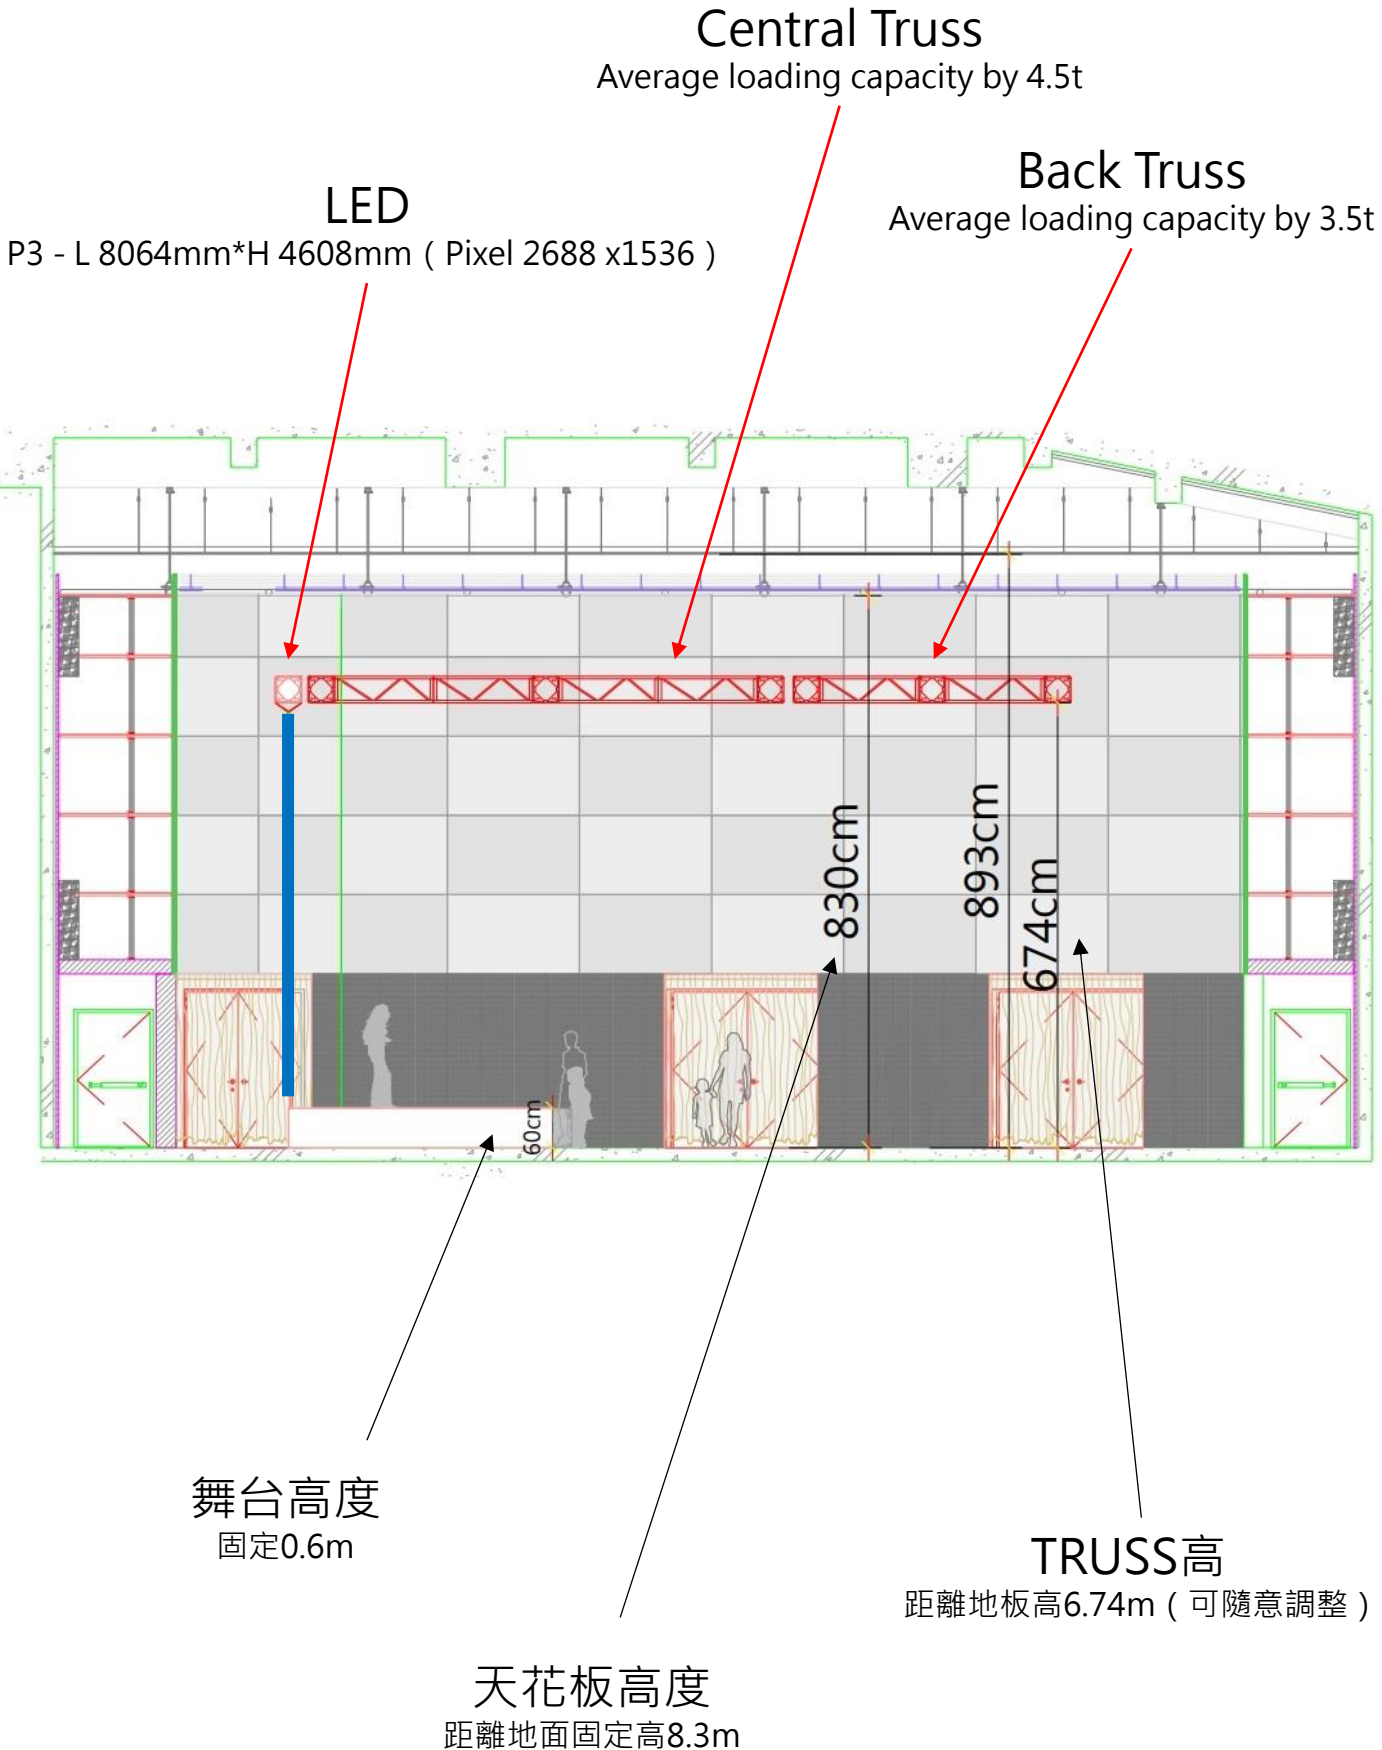 Central Truss
Average loading capacity by 4.5t
Back Truss
Average loading capacity by 3.5t
LED
P3 - L 8064mm*H 4608mm ( Pixel 2688 x1536 )
830cm
893cm
674cm
60cm
舞台高度
固定0.6m
TRUSS高
距離地板高6.74m ( 可隨意調整 )
天花板高度
距離地面固定高8.3m